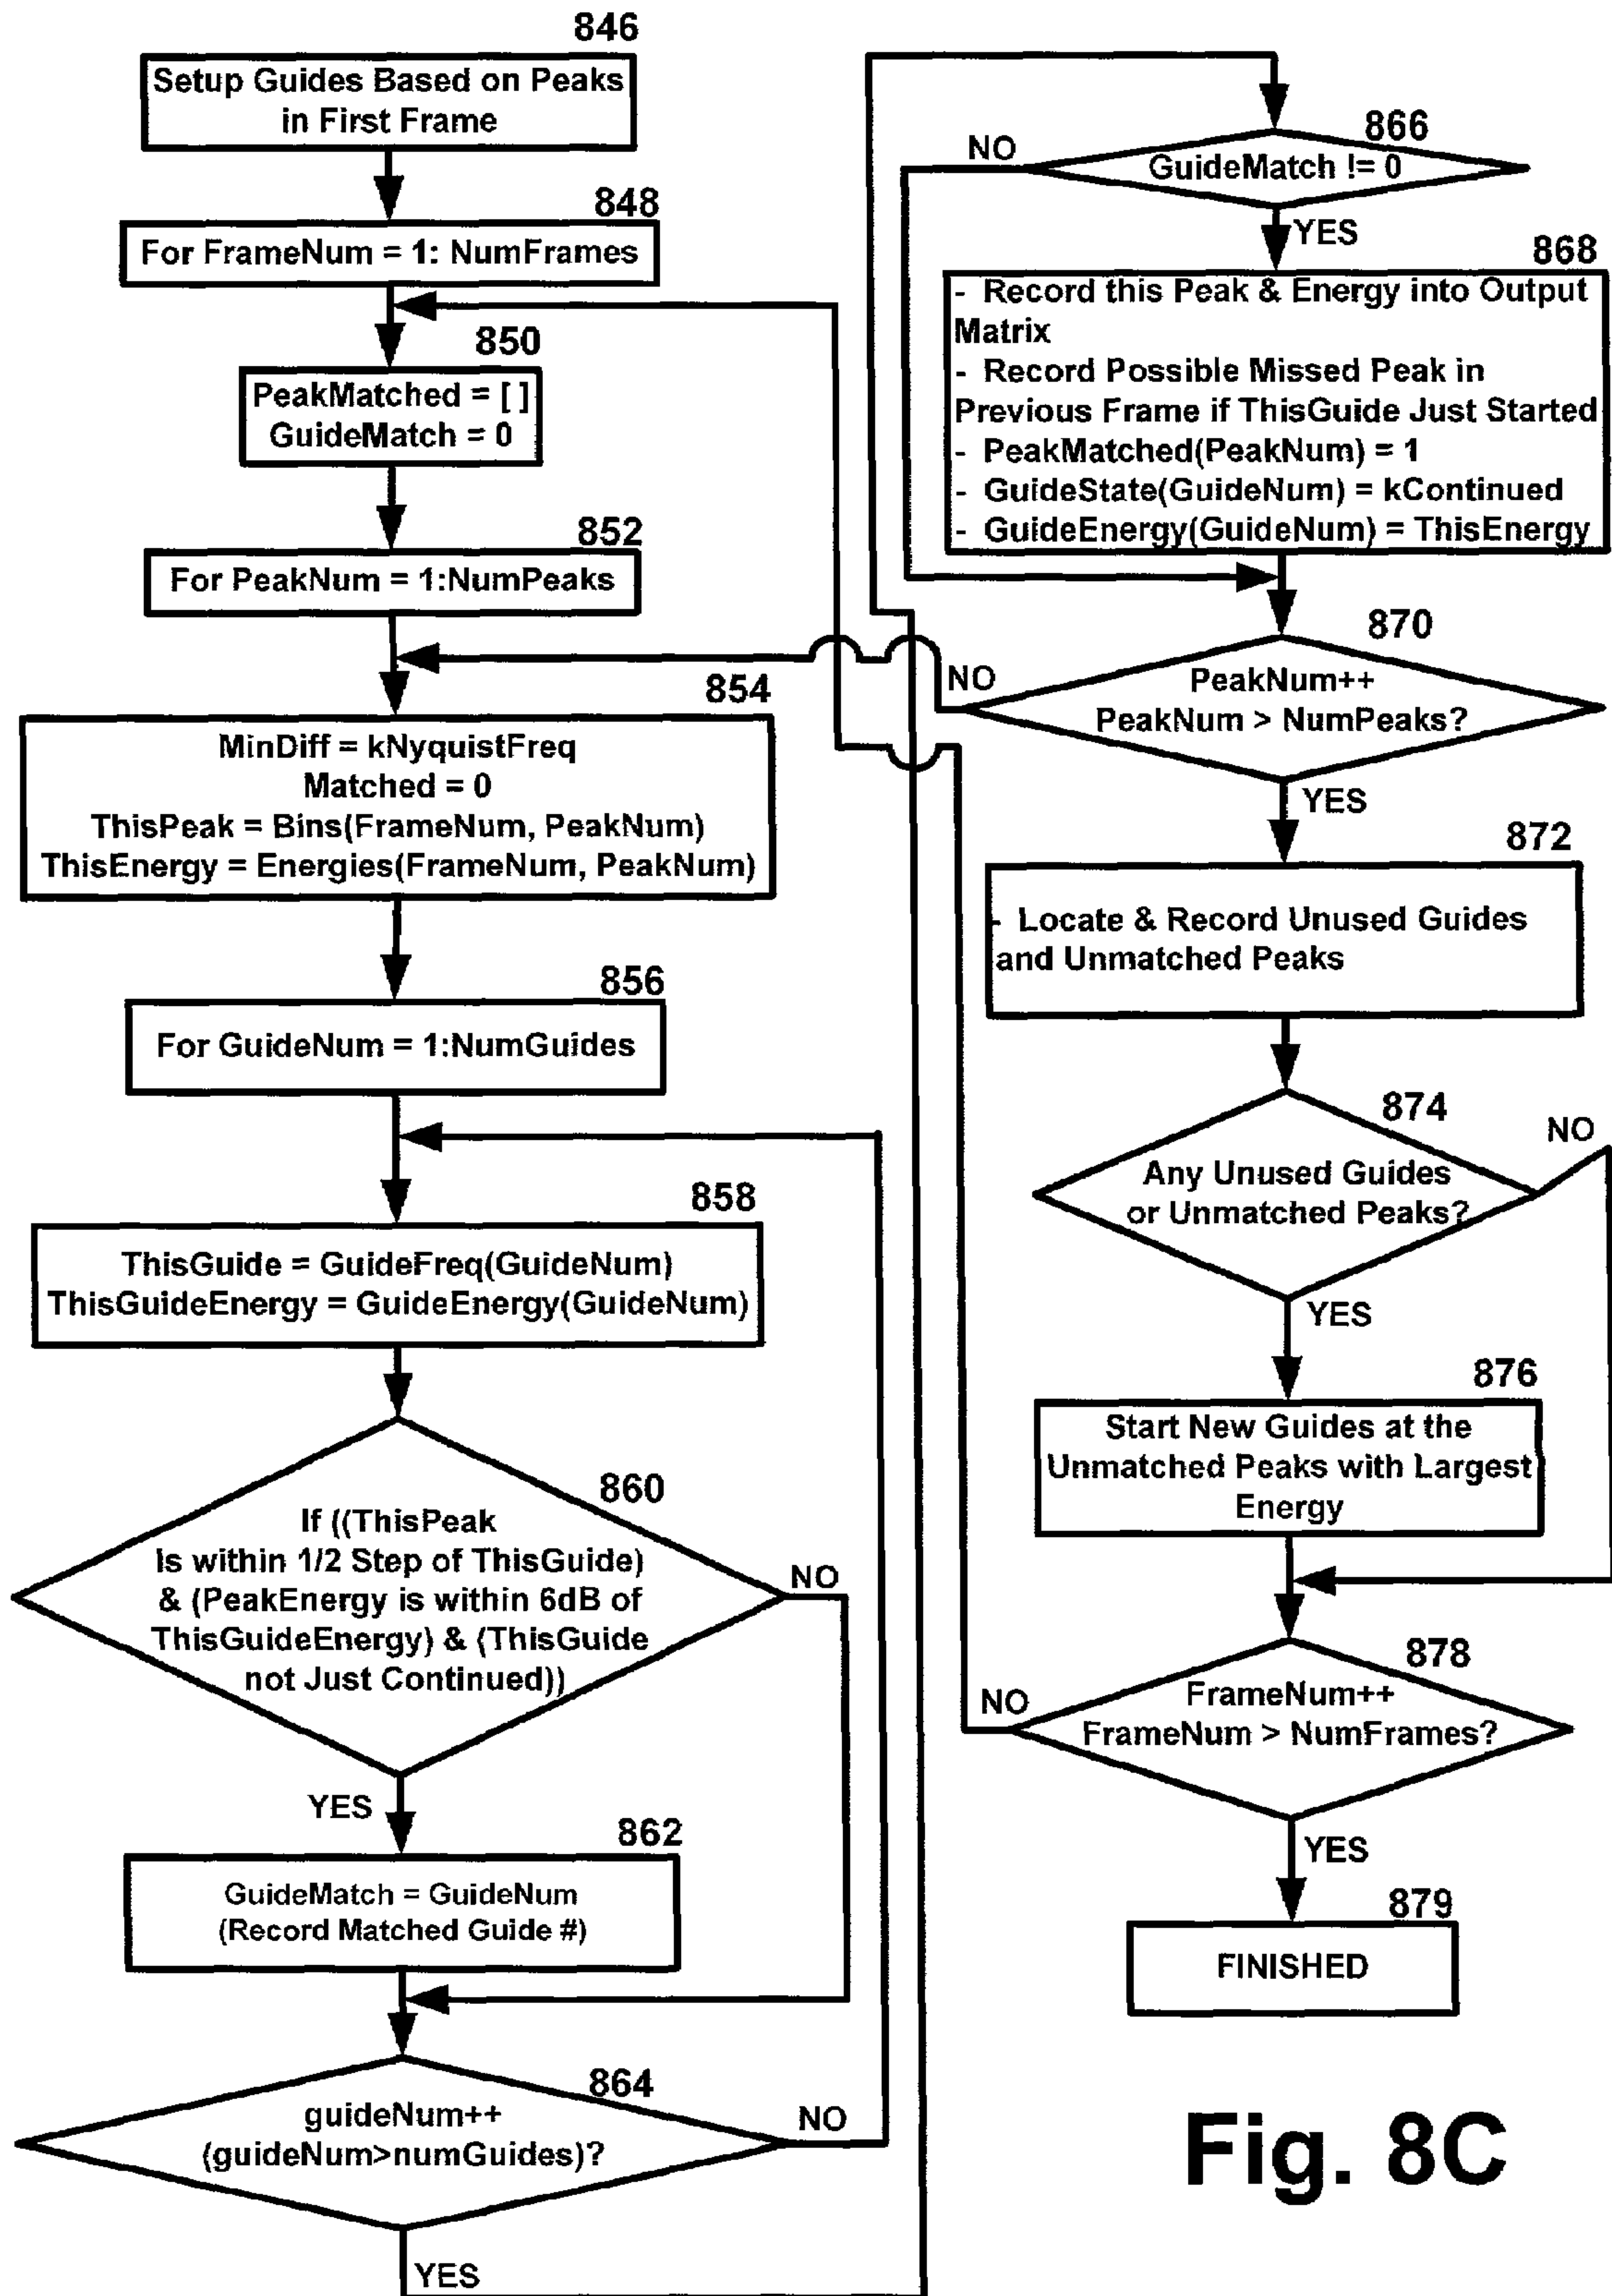 846
Setup Guides Based on Peaks
in First Frame
848
For FrameNum = 1: NumFrames
850
PeakMatched = [ ]
GuideMatch = 0
852
For PeakNum = 1:NumPeaks
854
MinDiff = kNyquistFreq
Matched = 0
ThisPeak = Bins(FrameNum, PeakNum)
ThisEnergy = Energies(FrameNum, PeakNum)
856
For GuideNum = 1:NumGuides
858
ThisGuide = GuideFreq(GuideNum)
ThisGuideEnergy = GuideEnergy(GuideNum)
860
If ((ThisPeak
Is within 1/2 Step of ThisGuide)
& (PeakEnergy is within 6dB of
ThisGuideEnergy) & (ThisGuide
not Just Continued))
NO
YES
862
GuideMatch = GuideNum
(Record Matched Guide #)
864
guideNum++
(guideNum>numGuides)?
NO
YES
866
GuideMatch != 0
NO
YES
868
- Record this Peak & Energy into Output
Matrix
- Record Possible Missed Peak in
Previous Frame if ThisGuide Just Started
- PeakMatched(PeakNum) = 1
- GuideState(GuideNum) = kContinued
- GuideEnergy(GuideNum) = ThisEnergy
870
PeakNum++
PeakNum > NumPeaks?
NO
YES
872
- Locate & Record Unused Guides
and Unmatched Peaks
874
Any Unused Guides
or Unmatched Peaks?
NO
YES
876
Start New Guides at the
Unmatched Peaks with Largest
Energy
878
FrameNum++
FrameNum > NumFrames?
NO
YES
879
FINISHED
Fig. 8C